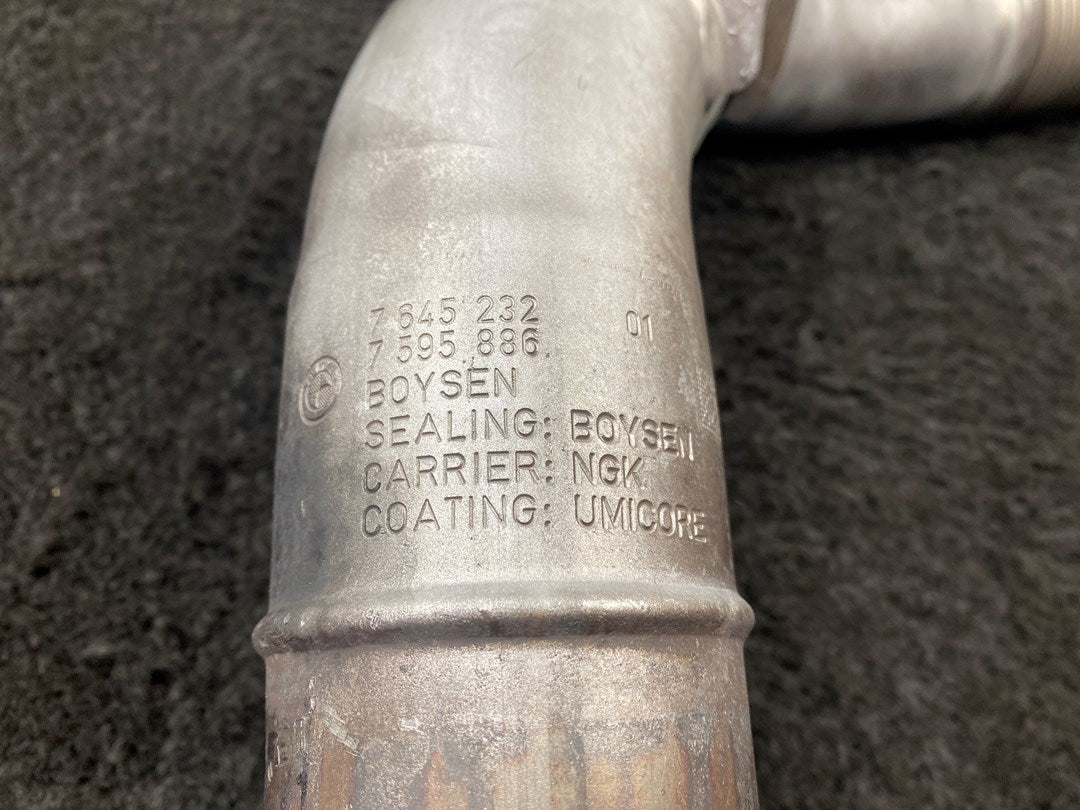 7 645 232 01
7 595 886
BOYSEN
SEALING: BOYSEN
CARRIER: NGK
COATING: UMICORE